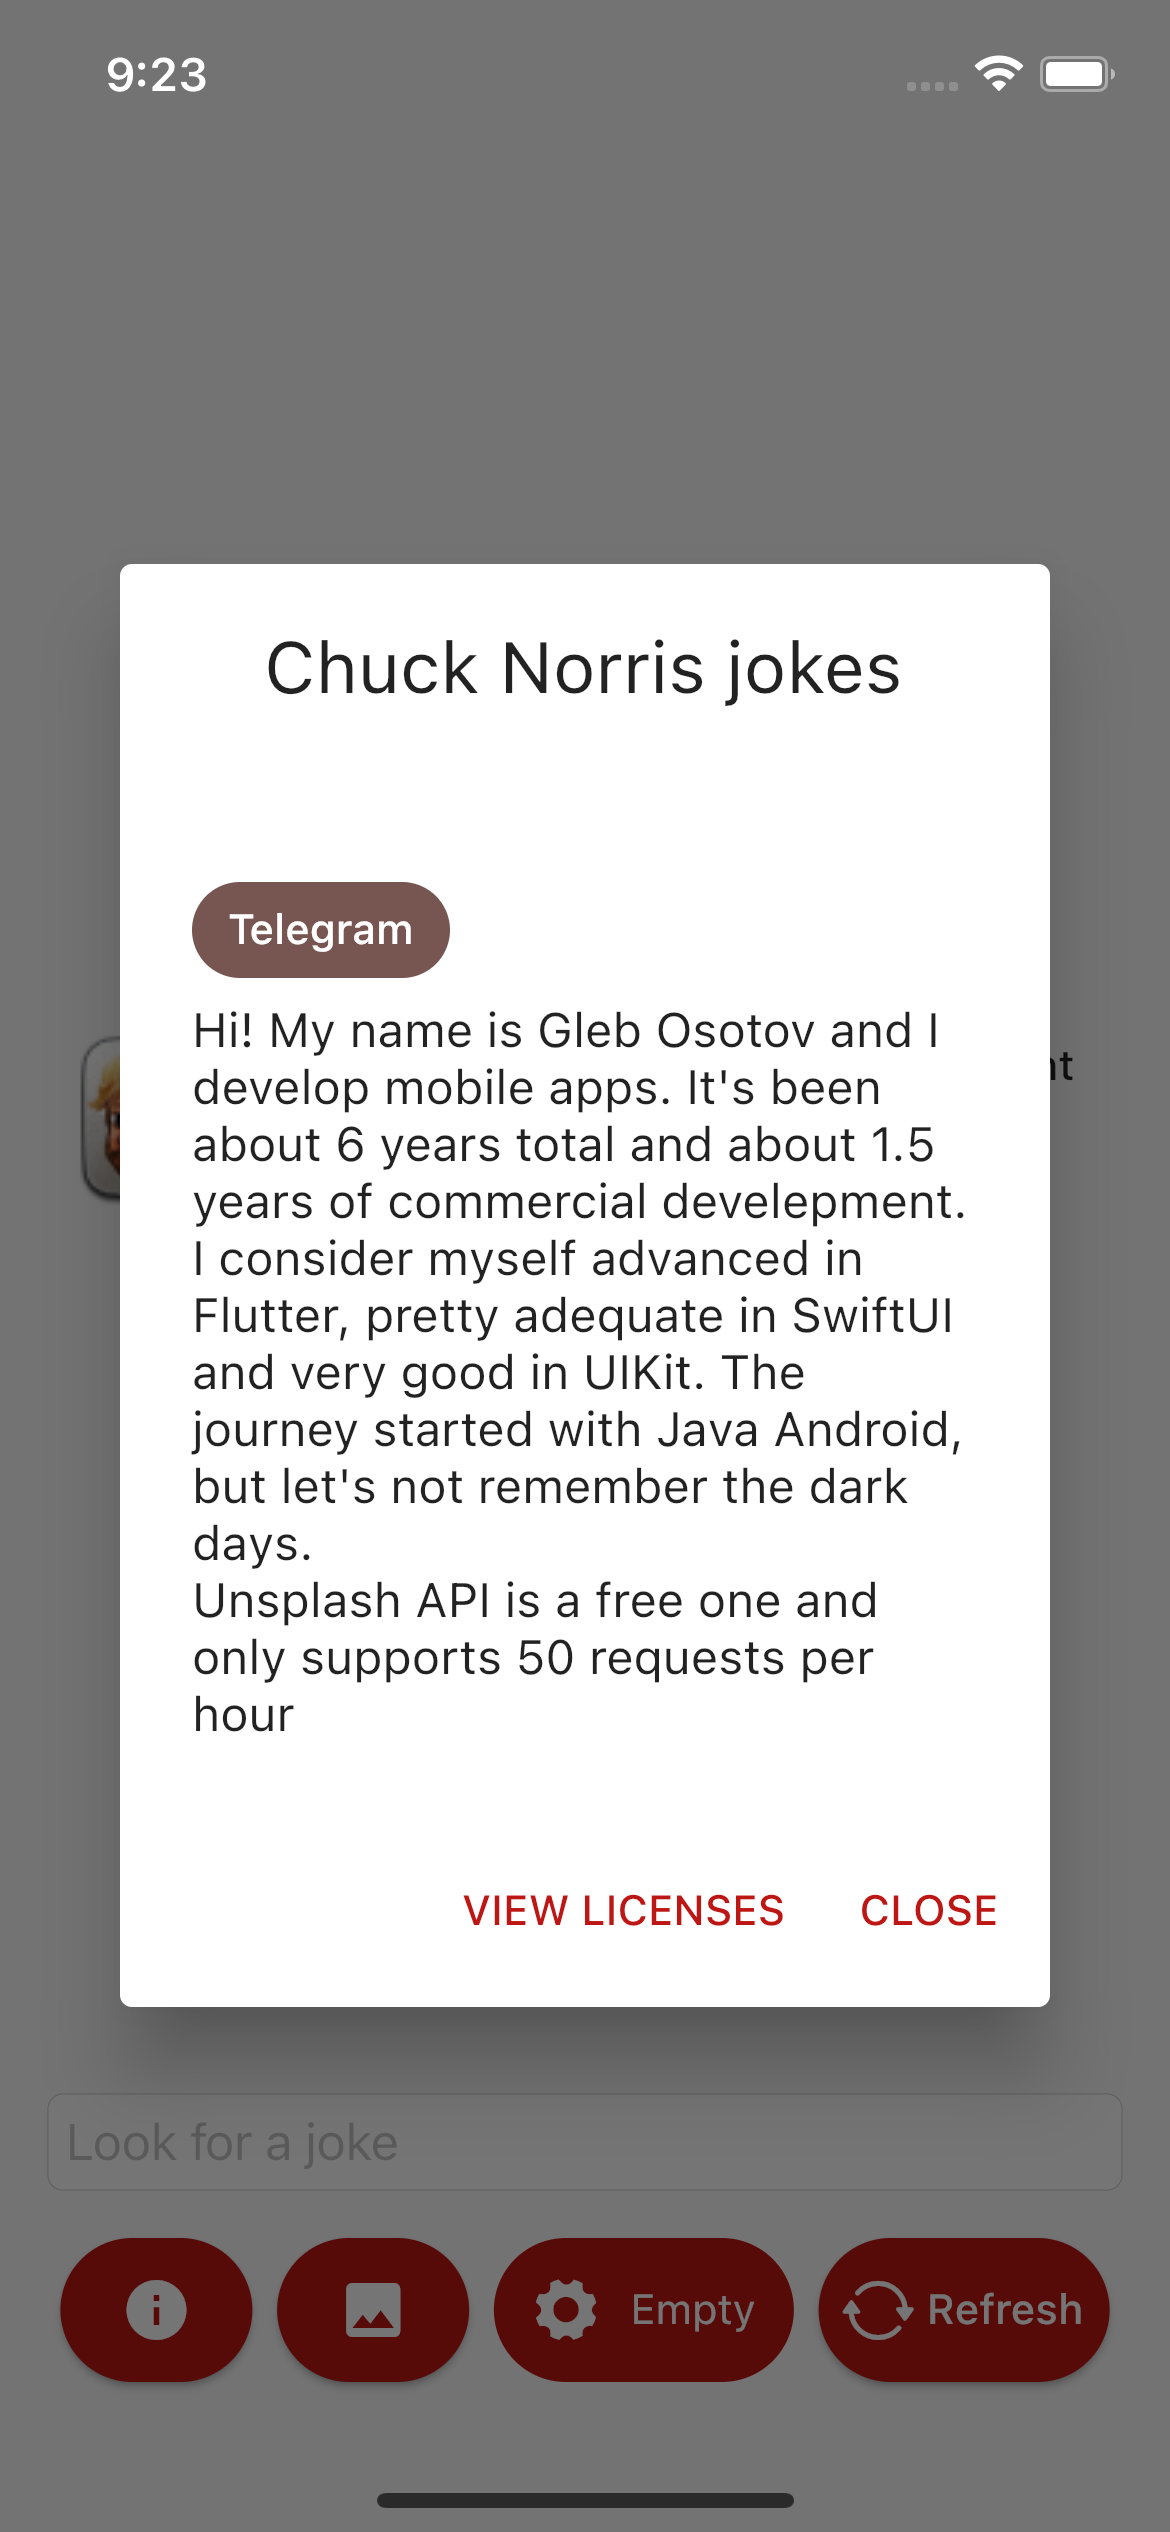 9:23
Chuck Norris jokes
Telegram
Hi! My name is Gleb Osotov and I
develop mobile apps. It's been
about 6 years total and about 1.5
years of commercial develepment.
I consider myself advanced in
Flutter, pretty adequate in SwiftUI
and very good in UIKit. The
journey started with Java Android,
but let's not remember the dark
days.
Unsplash API is a free one and
only supports 50 requests per
hour
VIEW LICENSES CLOSE
Look for a joke
Empty Refresh